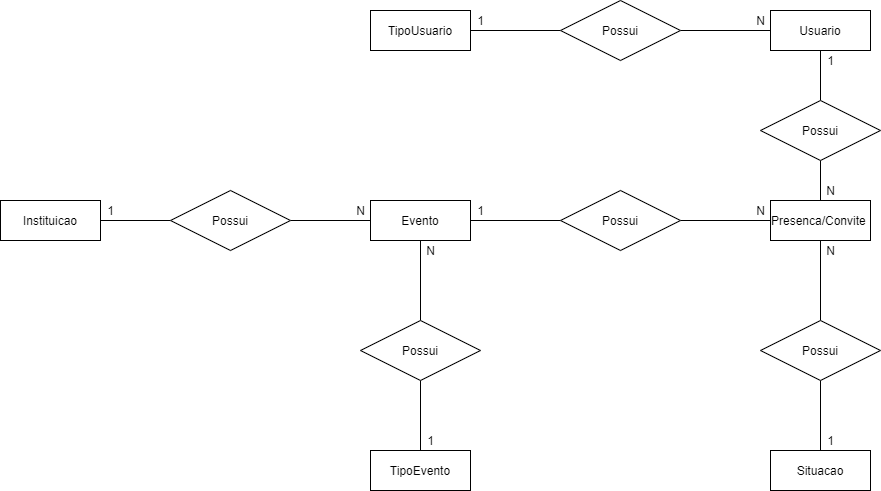 TipoUsuario 1 Possui N Usuario
1
Possui
N
Instituicao 1 Possui N Evento 1 Possui N Presenca/Convite
N N
Possui Possui
1 1
TipoEvento Situacao